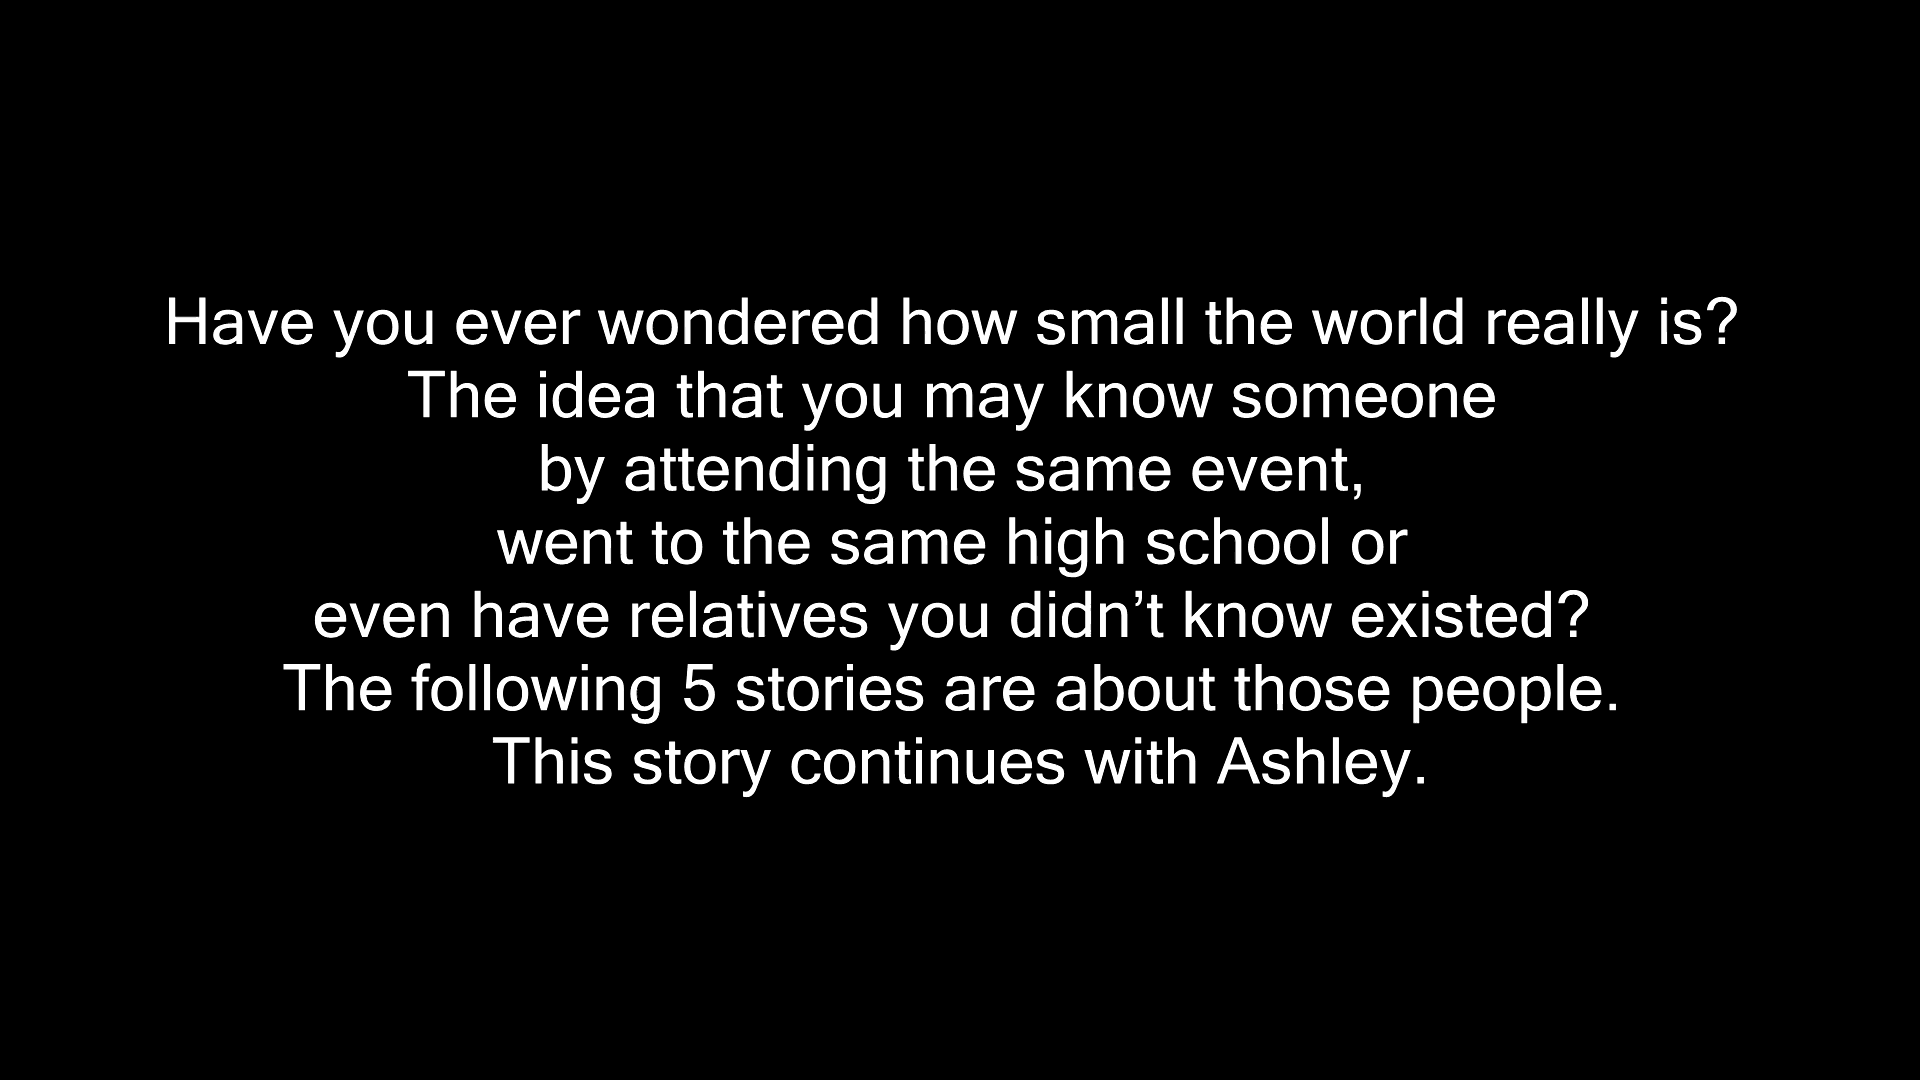 Have you ever wondered how small the world really is?
The idea that you may know someone
by attending the same event,
went to the same high school or
even have relatives you didn’t know existed?
The following 5 stories are about those people.
This story continues with Ashley.